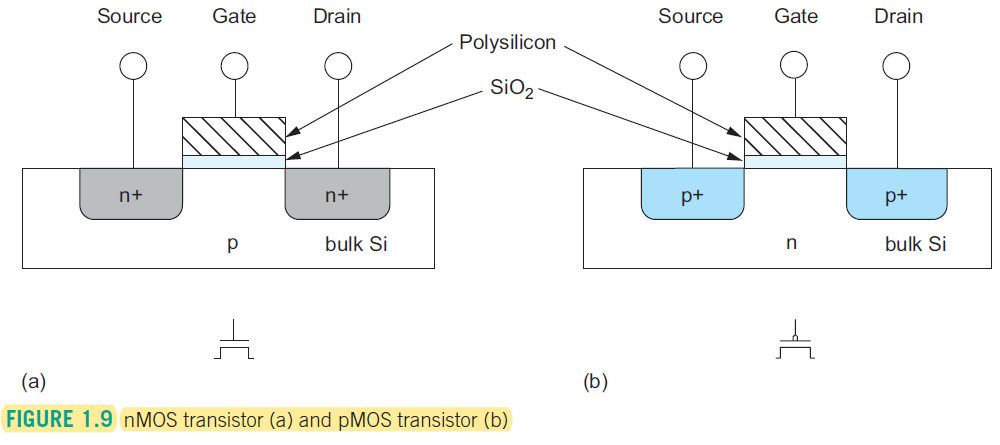 Source Gate Drain Source Gate Drain
Polysilicon
SiO2
n+ n+ p+ p+
p bulk Si n bulk Si
(a) (b)
FIGURE 1.9 nMOS transistor (a) and pMOS transistor (b)